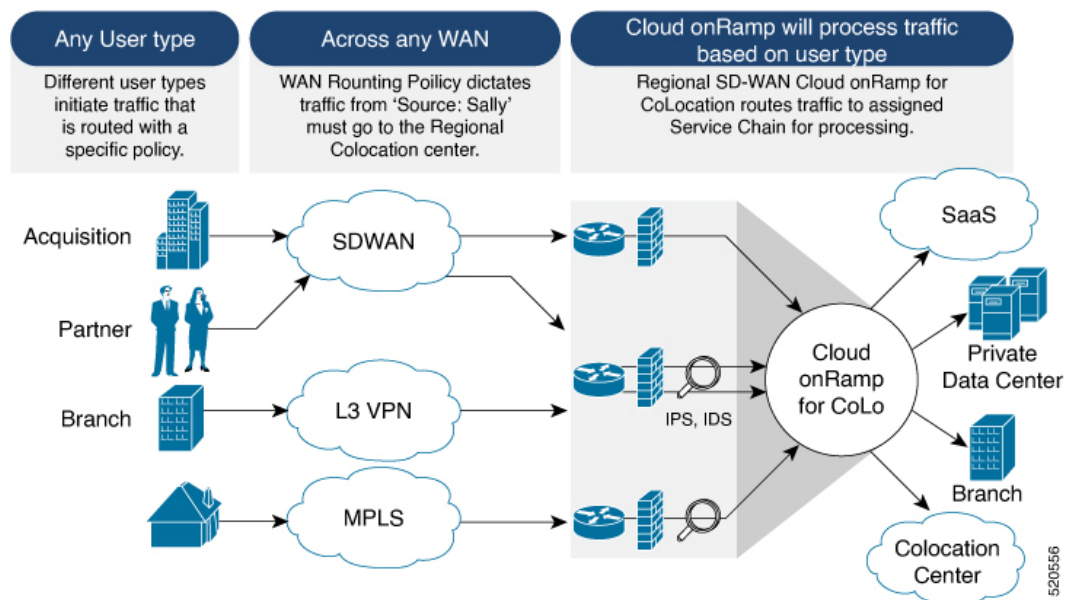 Any User type
Different user types
initiate traffic that
is routed with a
specific policy.
Across any WAN
WAN Rounting Poilicy dictates
traffic from ‘Source: Sally’
must go to the Regional
Colocation center.
Cloud onRamp will process traffic
based on user type
Regional SD-WAN Cloud onRamp for
CoLocation routes traffic to assigned
Service Chain for processing.
Acquisition
SDWAN
Partner
Branch
L3 VPN
MPLS
IPS, IDS
Cloud
onRamp
for CoLo
SaaS
Private
Data Center
Branch
Colocation
Center
520556